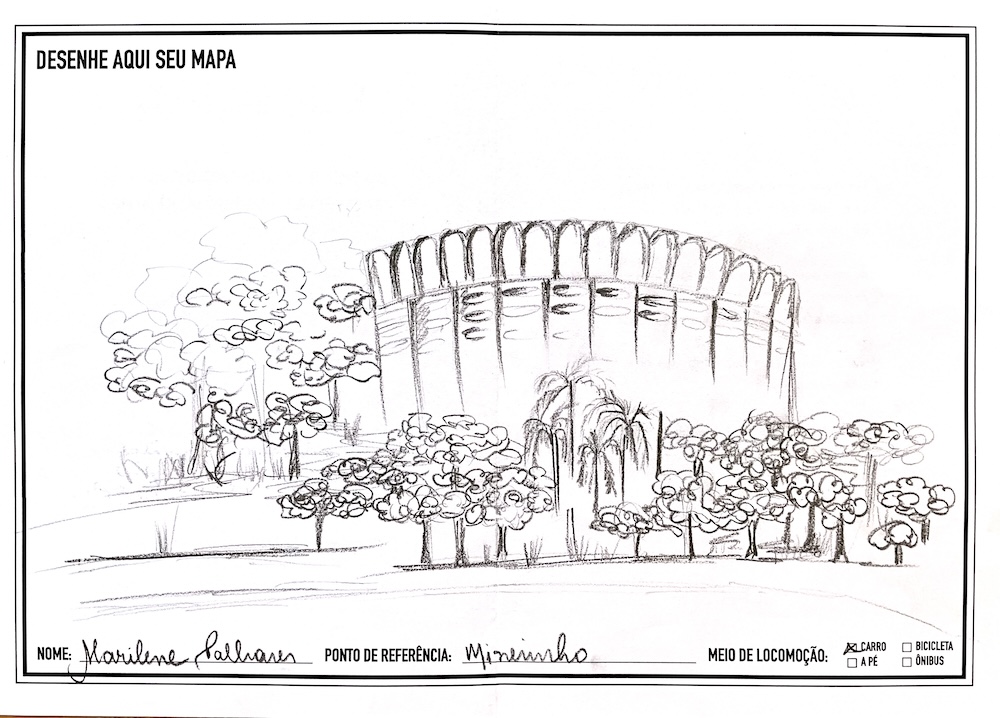 DESENHE AQUI SEU MAPA
NOME: Marilene Palhares PONTO DE REFERÊNCIA: Mineirinho MEIO DE LOCOMOÇÃO: CARRO BICICLETA
A PÉ ÔNIBUS